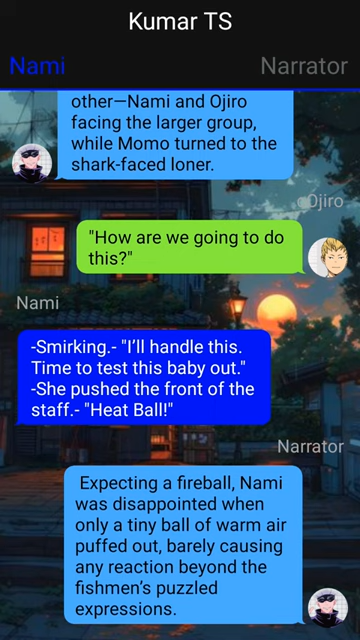 Kumar TS
Nami
Narrator
other—Nami and Ojiro
facing the larger group,
while Momo turned to the
shark-faced loner.
Ojiro
"How are we going to do
this?"
Nami
-Smirking.- "I'll handle this.
Time to test this baby out."
-She pushed the front of the
staff.- "Heat Ball!"
Narrator
Expecting a fireball, Nami
was disappointed when
only a tiny ball of warm air
puffed out, barely causing
any reaction beyond the
fishmen's puzzled
expressions.